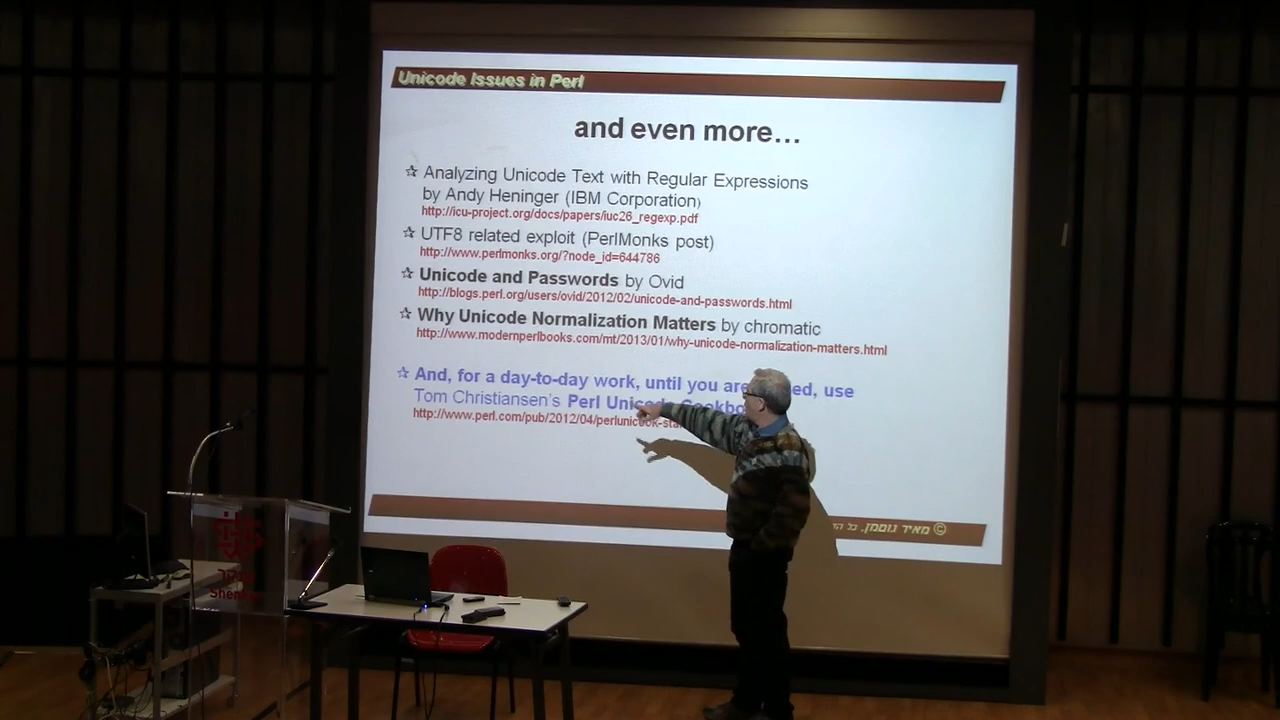 Unicode Issues in Perl
and even more...
Analyzing Unicode Text with Regular Expressions
by Andy Heninger (IBM Corporation)
http://icu-project.org/docs/papers/iuc26_regexp.pdf
UTF8 related exploit (PerlMonks post)
http://www.perlmonks.org/?node_id=644786
Unicode and Passwords by Ovid
http://blogs.perl.org/users/ovid/2012/02/unicode-and-passwords.html
Why Unicode Normalization Matters by chromatic
http://www.modernperlbooks.com/mt/2013/01/why-unicode-normalization-matters.html
And, for a day-to-day work, until you are use
Tom Christiansen's Perl Unicode
http://www.perl.com/pub/2012/04/perlunicook-
© מאיר גוטמן, כל